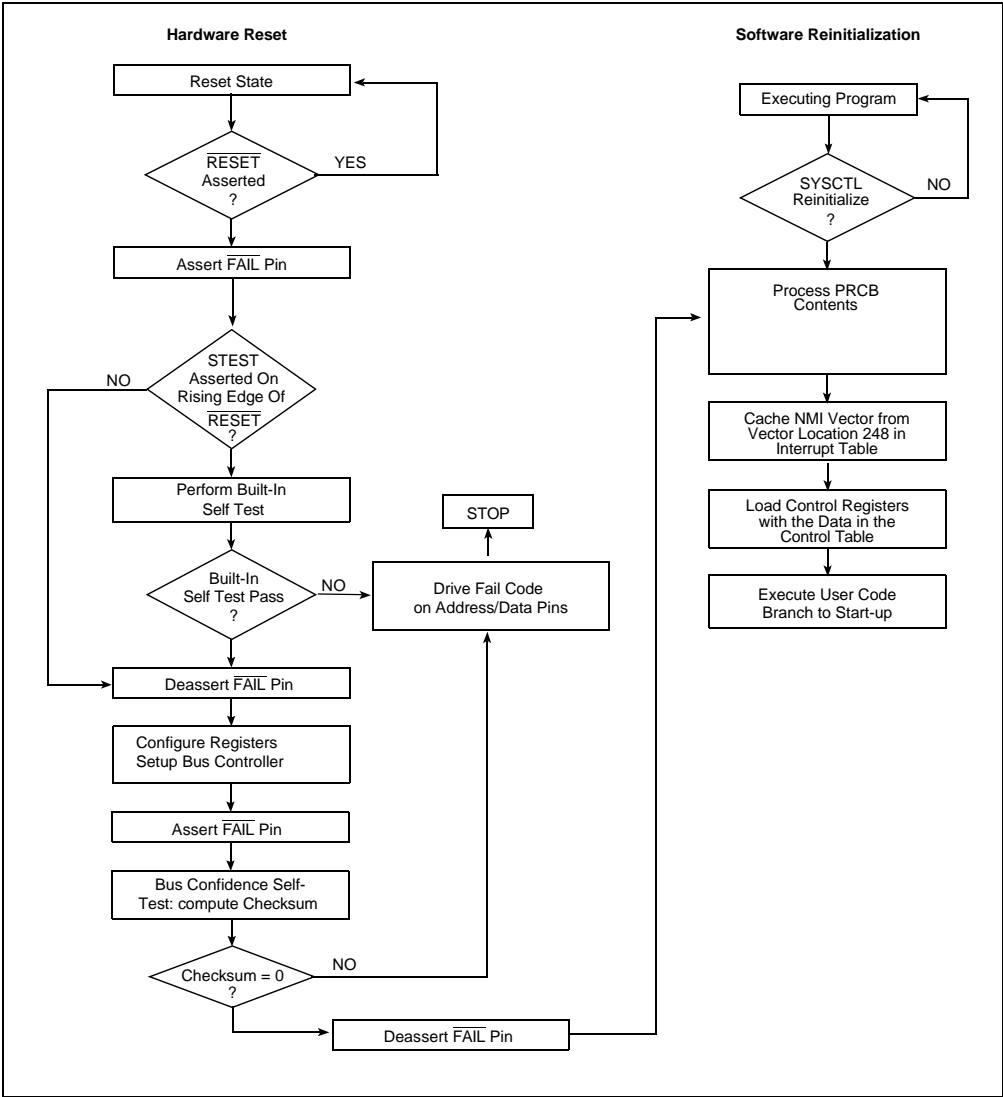 Hardware Reset
Reset State
RESET
Asserted
?
YES
Assert FAIL Pin
STEST
Asserted On
Rising Edge Of
RESET
?
NO
Perform Built-In
Self Test
Built-In
Self Test Pass
?
NO
STOP
Drive Fail Code
on Address/Data Pins
Deassert FAIL Pin
Configure Registers
Setup Bus Controller
Assert FAIL Pin
Bus Confidence Self-
Test: compute Checksum
Checksum = 0
?
NO
Deassert FAIL Pin
Software Reinitialization
Executing Program
SYSCTL
Reinitialize
?
NO
Process PRCB
Contents
Cache NMI Vector from
Vector Location 248 in
Interrupt Table
Load Control Registers
with the Data in the
Control Table
Execute User Code
Branch to Start-up